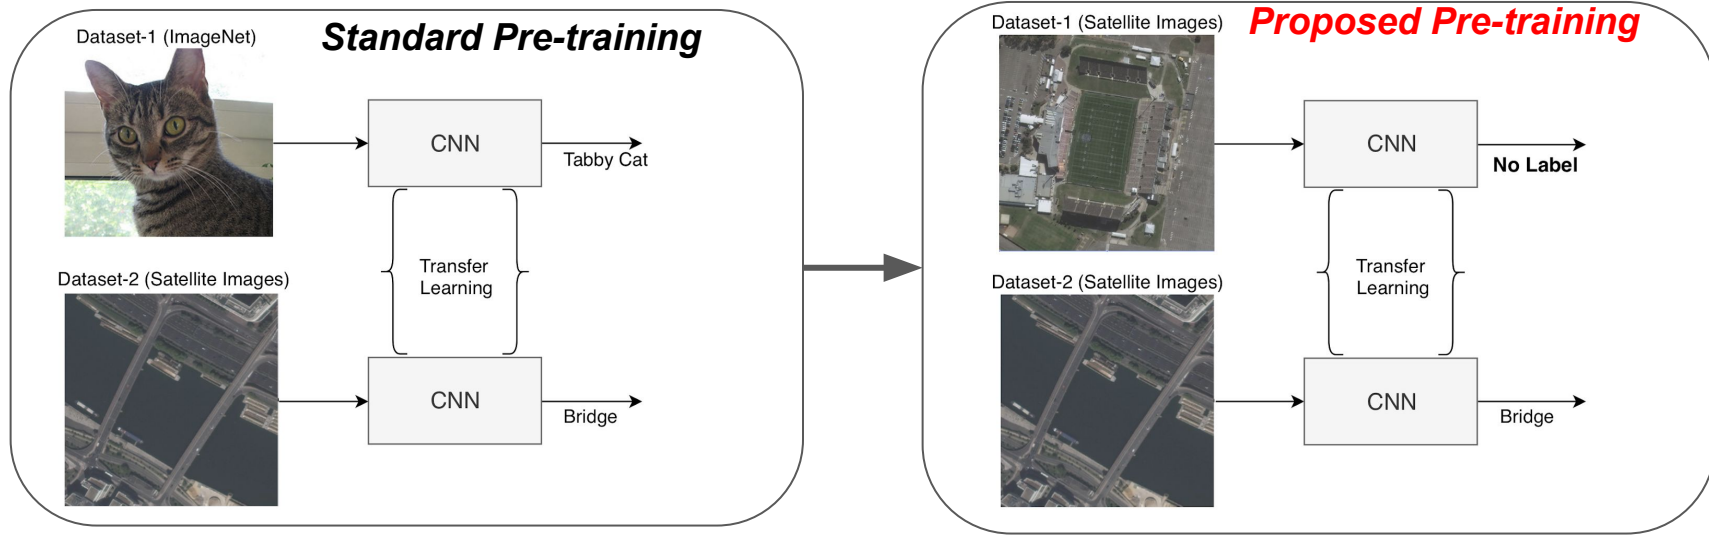 Standard Pre-training
Dataset-1 (ImageNet)
CNN
Tabby Cat
Transfer
Learning
Dataset-2 (Satellite Images)
CNN
Bridge
Proposed Pre-training
Dataset-1 (Satellite Images)
CNN
No Label
Transfer
Learning
Dataset-2 (Satellite Images)
CNN
Bridge